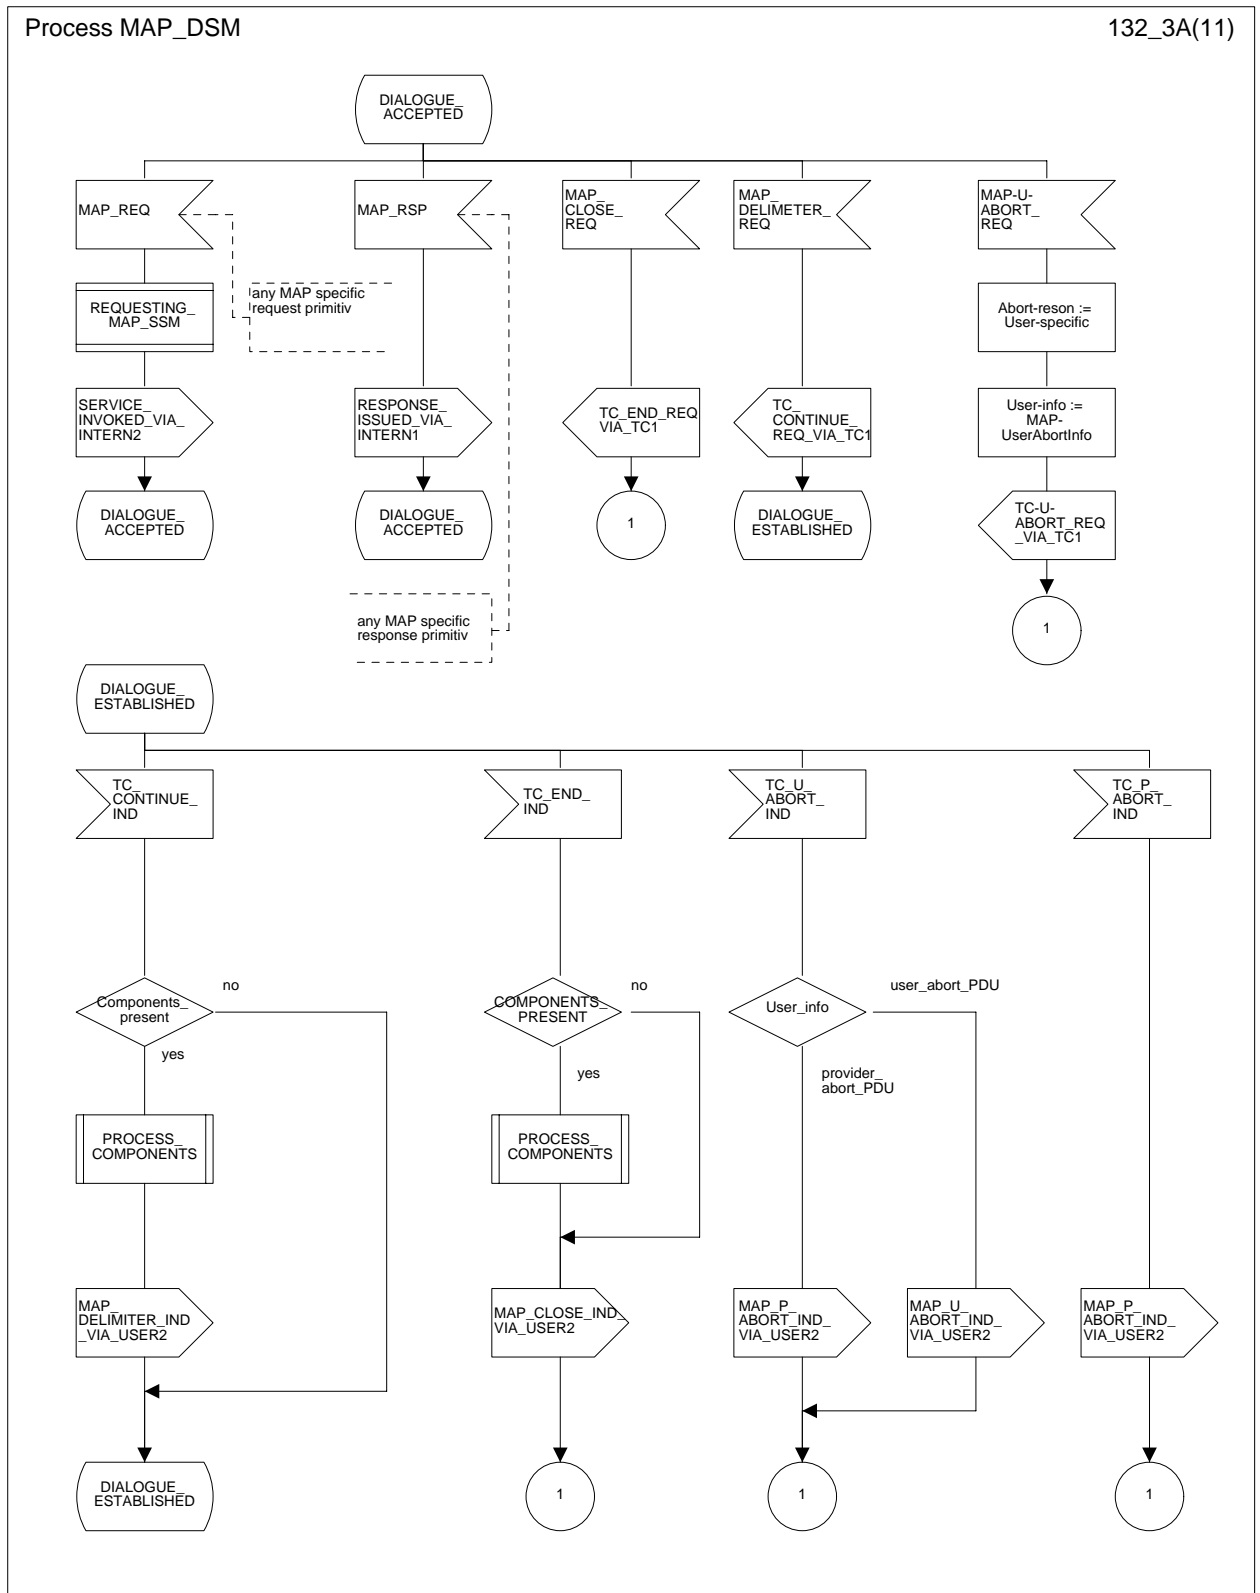 Process MAP_DSM
132_3A(11)
DIALOGUE_
ACCEPTED
MAP_REQ
MAP_RSP
MAP_
CLOSE_
REQ
MAP_
DELIMETER_
REQ
MAP-U-
ABORT_
REQ
any MAP specific
request primitiv
REQUESTING_
MAP_SSM
Abort-reson :=
User-specific
SERVICE_
INVOKED_VIA_
INTERN2
RESPONSE_
ISSUED_VIA_
INTERN1
TC_END_REQ
VIA_TC1
TC_
CONTINUE_
REQ_VIA_TC1
User-info :=
MAP-
UserAbortInfo
DIALOGUE_
ACCEPTED
DIALOGUE_
ACCEPTED
1
DIALOGUE_
ESTABLISHED
TC-U-
ABORT_REQ
_VIA_TC1
any MAP specific
response primitiv
1
DIALOGUE_
ESTABLISHED
TC_
CONTINUE_
IND
TC_END_
IND
TC_U_
ABORT_
IND
TC_P_
ABORT_
IND
no
no
user_abort_PDU
Components_
present
COMPONENTS_
PRESENT
User_info
yes
yes
provider_
abort_PDU
PROCESS_
COMPONENTS
PROCESS_
COMPONENTS
MAP_
DELIMITER_IND
_VIA_USER2
MAP_CLOSE_IND_
VIA_USER2
MAP_P_
ABORT_IND_
VIA_USER2
MAP_U_
ABORT_IND_
VIA_USER2
MAP_P_
ABORT_IND_
VIA_USER2
DIALOGUE_
ESTABLISHED
1
1
1